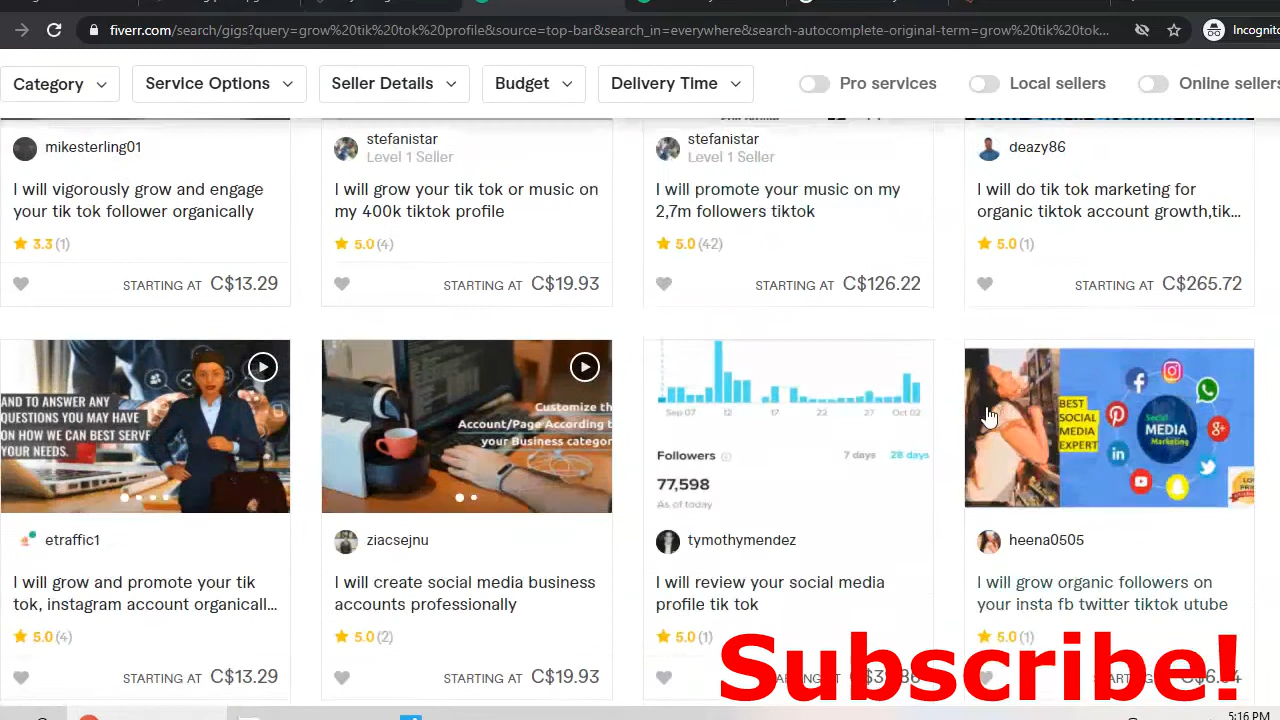 fiverr.com/search/gigs?query=grow%20tik%20tok%20profile&source=top-bar&search_in=everywhere&search-autocomplete-original-term=grow%20tik%20tok...
Incognito
Category
Service Options
Seller Details
Budget
Delivery Time
Pro services
Local sellers
Online sellers
mikesterling01
I will vigorously grow and engage
your tik tok follower organically
3.3 (1)
STARTING AT C$13.29
stefanistar
Level 1 Seller
I will grow your tik tok or music on
my 400k tiktok profile
5.0 (4)
STARTING AT C$19.93
stefanistar
Level 1 Seller
I will promote your music on my
2,7m followers tiktok
5.0 (42)
STARTING AT C$126.22
deazy86
I will do tik tok marketing for
organic tiktok account growth,tik...
5.0 (1)
STARTING AT C$265.72
AND TO ANSWER ANY
QUESTIONS YOU MAY HAVE
ON HOW WE CAN BEST SERVE
YOUR NEEDS.
etraffic1
I will grow and promote your tik
tok, instagram account organicall...
5.0 (4)
STARTING AT C$13.29
Customize th
Account/Page According t
your Business categor
ziacsejnu
I will create social media business
accounts professionally
5.0 (2)
STARTING AT C$19.93
Sep 07 12 17 22 27 Oct 02
Followers 7 days 28 days
77,598
As of today
tymothymendez
I will review your social media
profile tik tok
5.0 (1)
BEST
SOCIAL
MEDIA
EXPERT
Social
MEDIA
Marketing
heena0505
I will grow organic followers on
your insta fb twitter tiktok utube
5.0 (1)
Subscribe!
5:16 PM